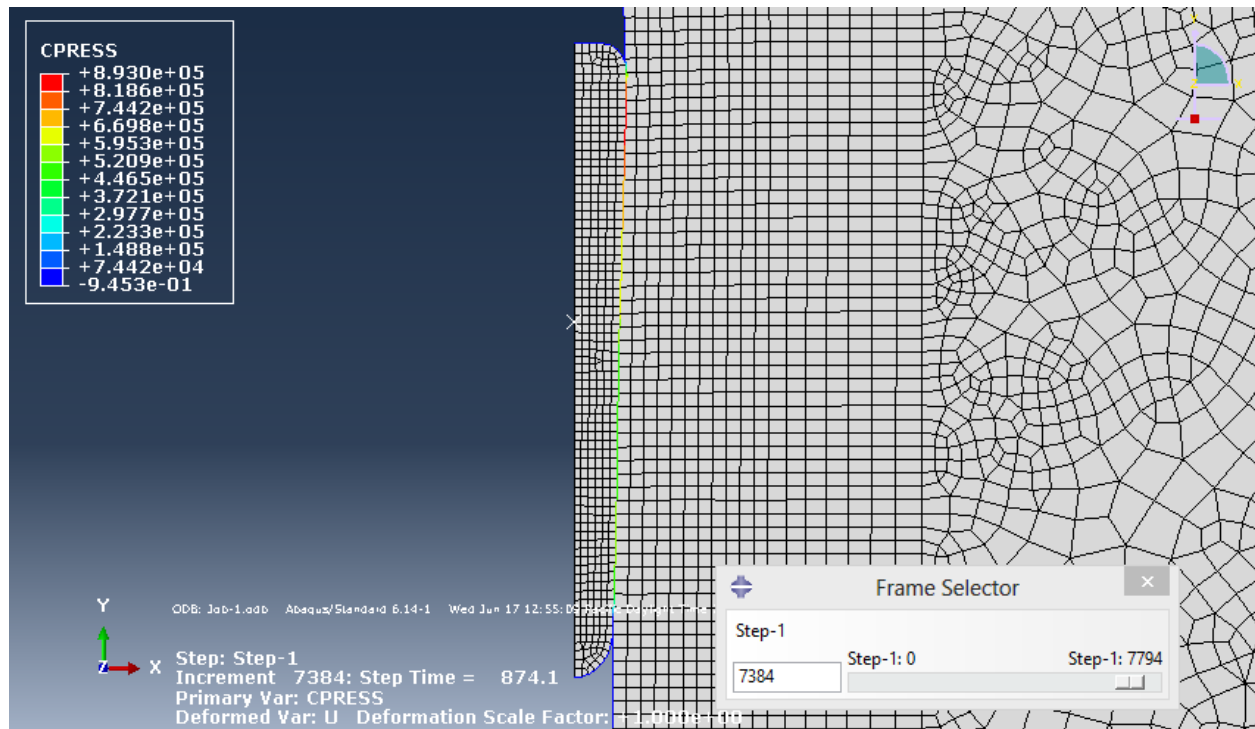 CPRESS
+8.930e+05
+8.186e+05
+7.442e+05
+6.698e+05
+5.953e+05
+5.209e+05
+4.465e+05
+3.721e+05
+2.977e+05
+2.233e+05
+1.488e+05
+7.442e+04
-9.453e-01
Y
X
Z
Y
X
Z
ODB: Job-1.odb Abaqus/Standard 6.14-1 Wed Jun 17 12:55:0
Step: Step-1
Increment 7384: Step Time = 874.1
Primary Var: CPRESS
Deformed Var: U Deformation Scale Factor: +1.000e+00
Frame Selector
Step-1
Step-1: 0
Step-1: 7794
7384